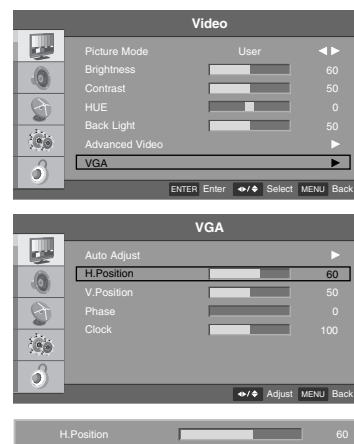 Video
Picture Mode User
Brightness 60
Contrast 50
HUE 0
Back Light 50
Advanced Video
VGA
ENTER Enter / Select MENU Back
VGA
Auto Adjust
H.Position 60
V.Position 50
Phase 0
Clock 100
/ Adjust MENU Back
H.Position 60